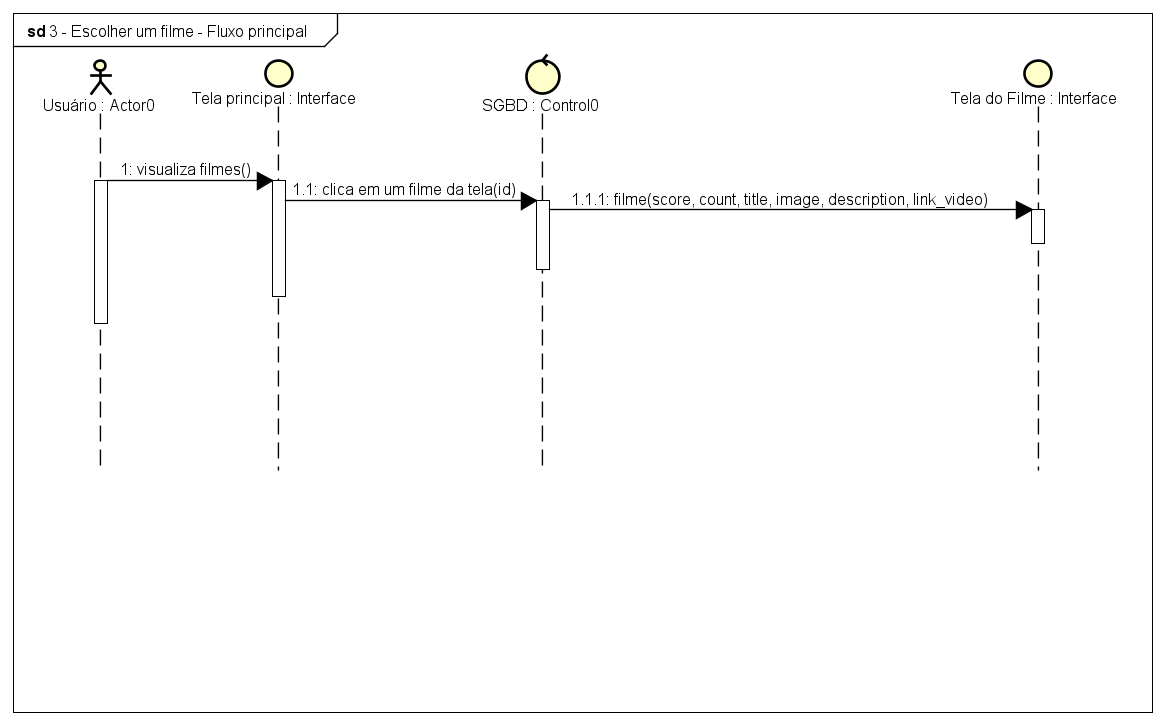 sd 3 - Escolher um filme - Fluxo principal
Usuário : Actor0
Tela principal : Interface
SGBD : Control0
Tela do Filme : Interface
1: visualiza filmes()
1.1: clica em um filme da tela(id)
1.1.1: filme(score, count, title, image, description, link_video)